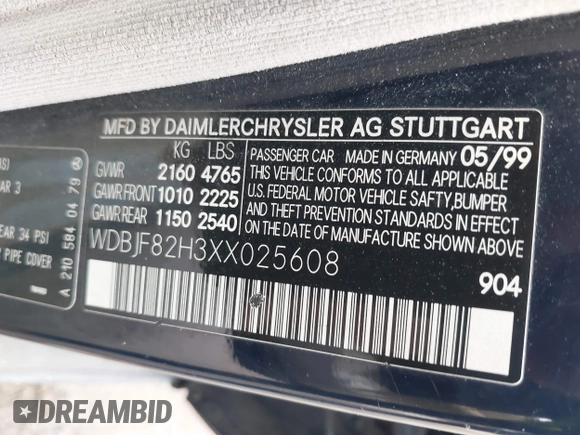 MFD BY DAIMLERCHRYSLER AG STUTTGART
KG LBS
GVWR 2160 4765
GAWR FRONT 1010 2225
GAWR REAR 1150 2540
PASSENGER CAR MADE IN GERMANY 05/99
THIS VEHICLE CONFORMS TO ALL APPLICABLE
U.S. FEDERAL MOTOR VEHICLE SAFTY, BUMPER
AND THEFT PREVENTION STANDARDS IN EFFECT
ON THE DATE OF MANUFACTURE SHOWN ABOVE.
WDBJF82H3XX025608
904
AR 3
EAR 34 PSI
PIPE COVER
A 210 584 04 79
DREAMBID